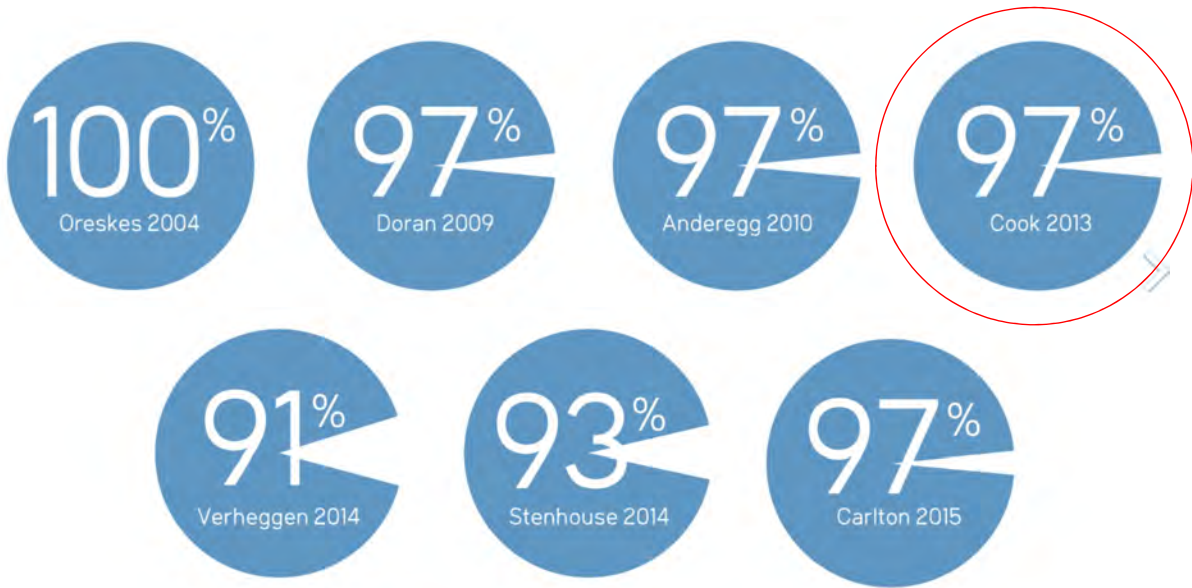 100%
Oreskes 2004
97%
Doran 2009
97%
Anderegg 2010
97%
Cook 2013
91%
Verheggen 2014
93%
Stenhouse 2014
97%
Carlton 2015